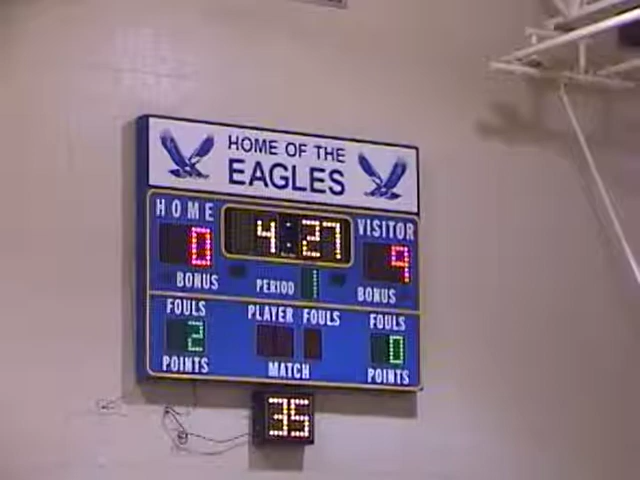 HOME OF THE
EAGLES
HOME 4:27 VISITOR
0 9
BONUS PERIOD 1 BONUS
FOULS PLAYER FOULS FOULS
2 0
POINTS MATCH POINTS
35